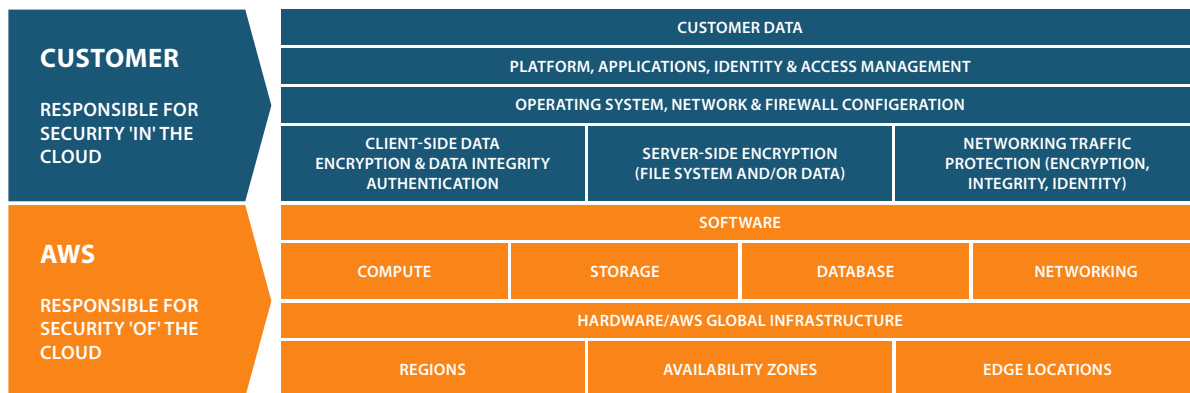 CUSTOMER
RESPONSIBLE FOR
SECURITY 'IN' THE
CLOUD
CUSTOMER DATA
PLATFORM, APPLICATIONS, IDENTITY & ACCESS MANAGEMENT
OPERATING SYSTEM, NETWORK & FIREWALL CONFIGERATION
CLIENT-SIDE DATA
ENCRYPTION & DATA INTEGRITY
AUTHENTICATION
SERVER-SIDE ENCRYPTION
(FILE SYSTEM AND/OR DATA)
NETWORKING TRAFFIC
PROTECTION (ENCRYPTION,
INTEGRITY, IDENTITY)
AWS
RESPONSIBLE FOR
SECURITY 'OF' THE
CLOUD
SOFTWARE
COMPUTE
STORAGE
DATABASE
NETWORKING
HARDWARE/AWS GLOBAL INFRASTRUCTURE
REGIONS
AVAILABILITY ZONES
EDGE LOCATIONS